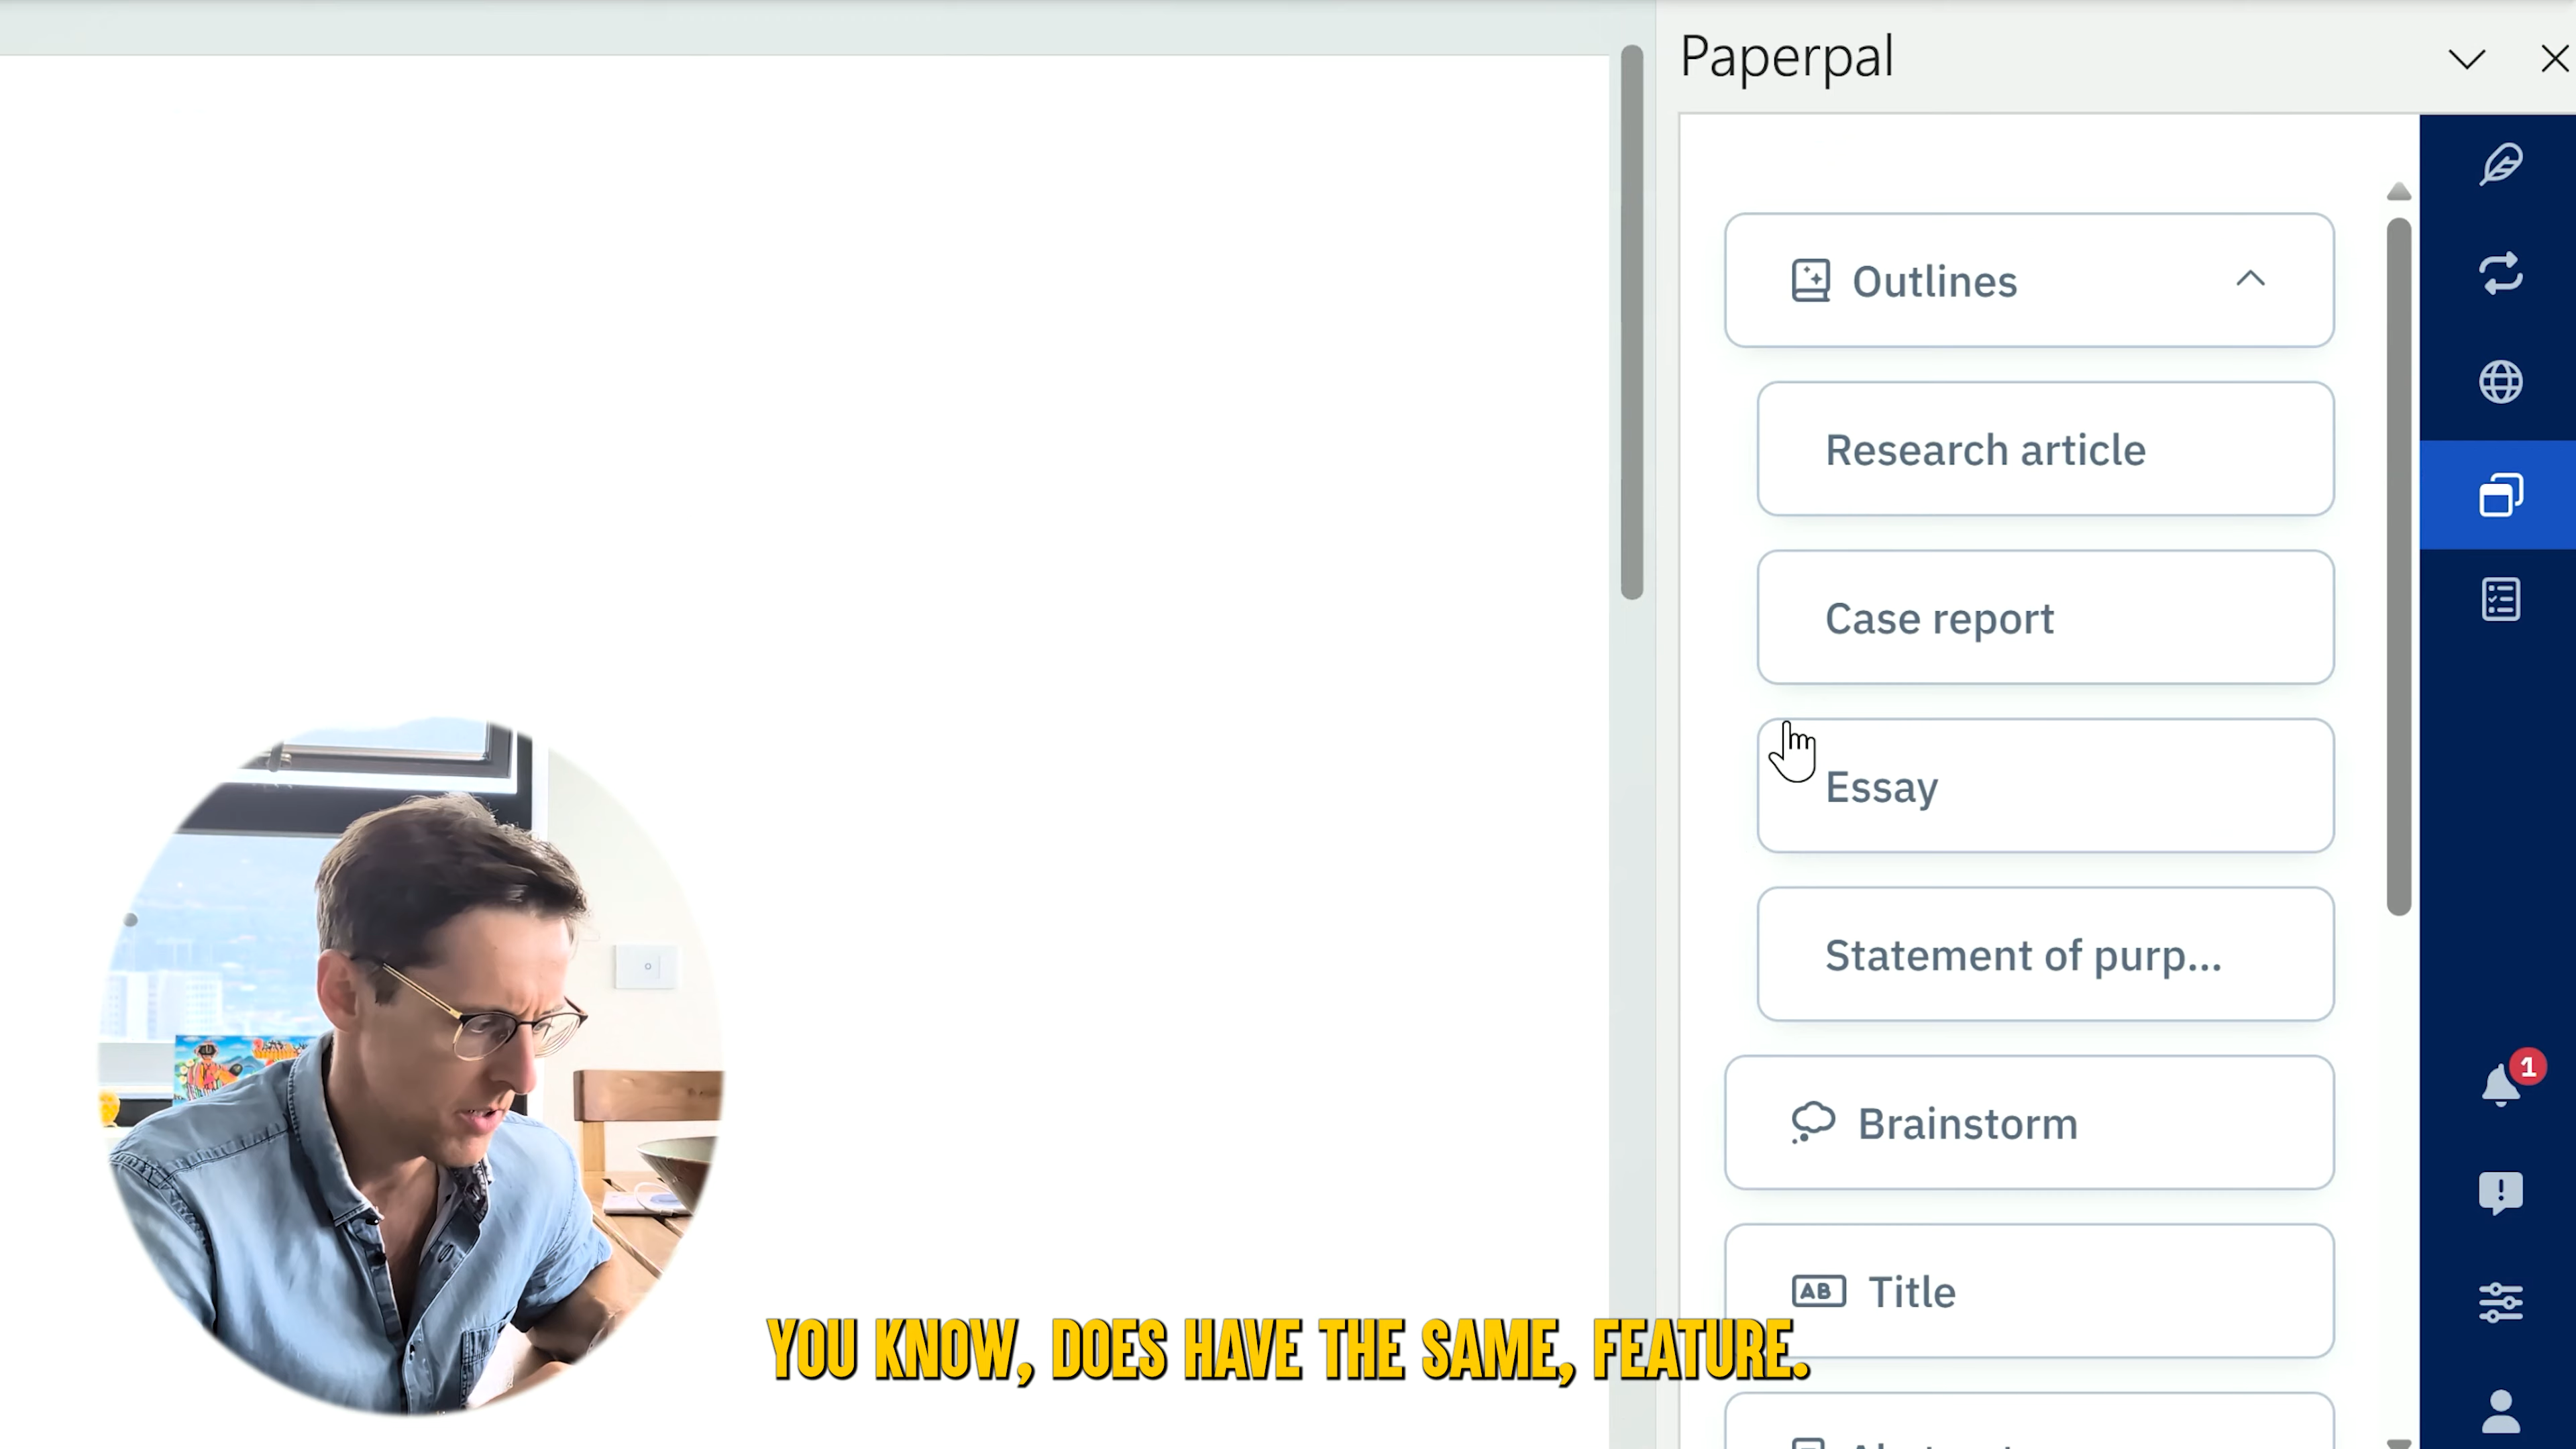 Paperpal
Outlines
Research article
Case report
Essay
Statement of purp...
Brainstorm
1
AB Title
YOU KNOW, DOES HAVE THE SAME, FEATURE.